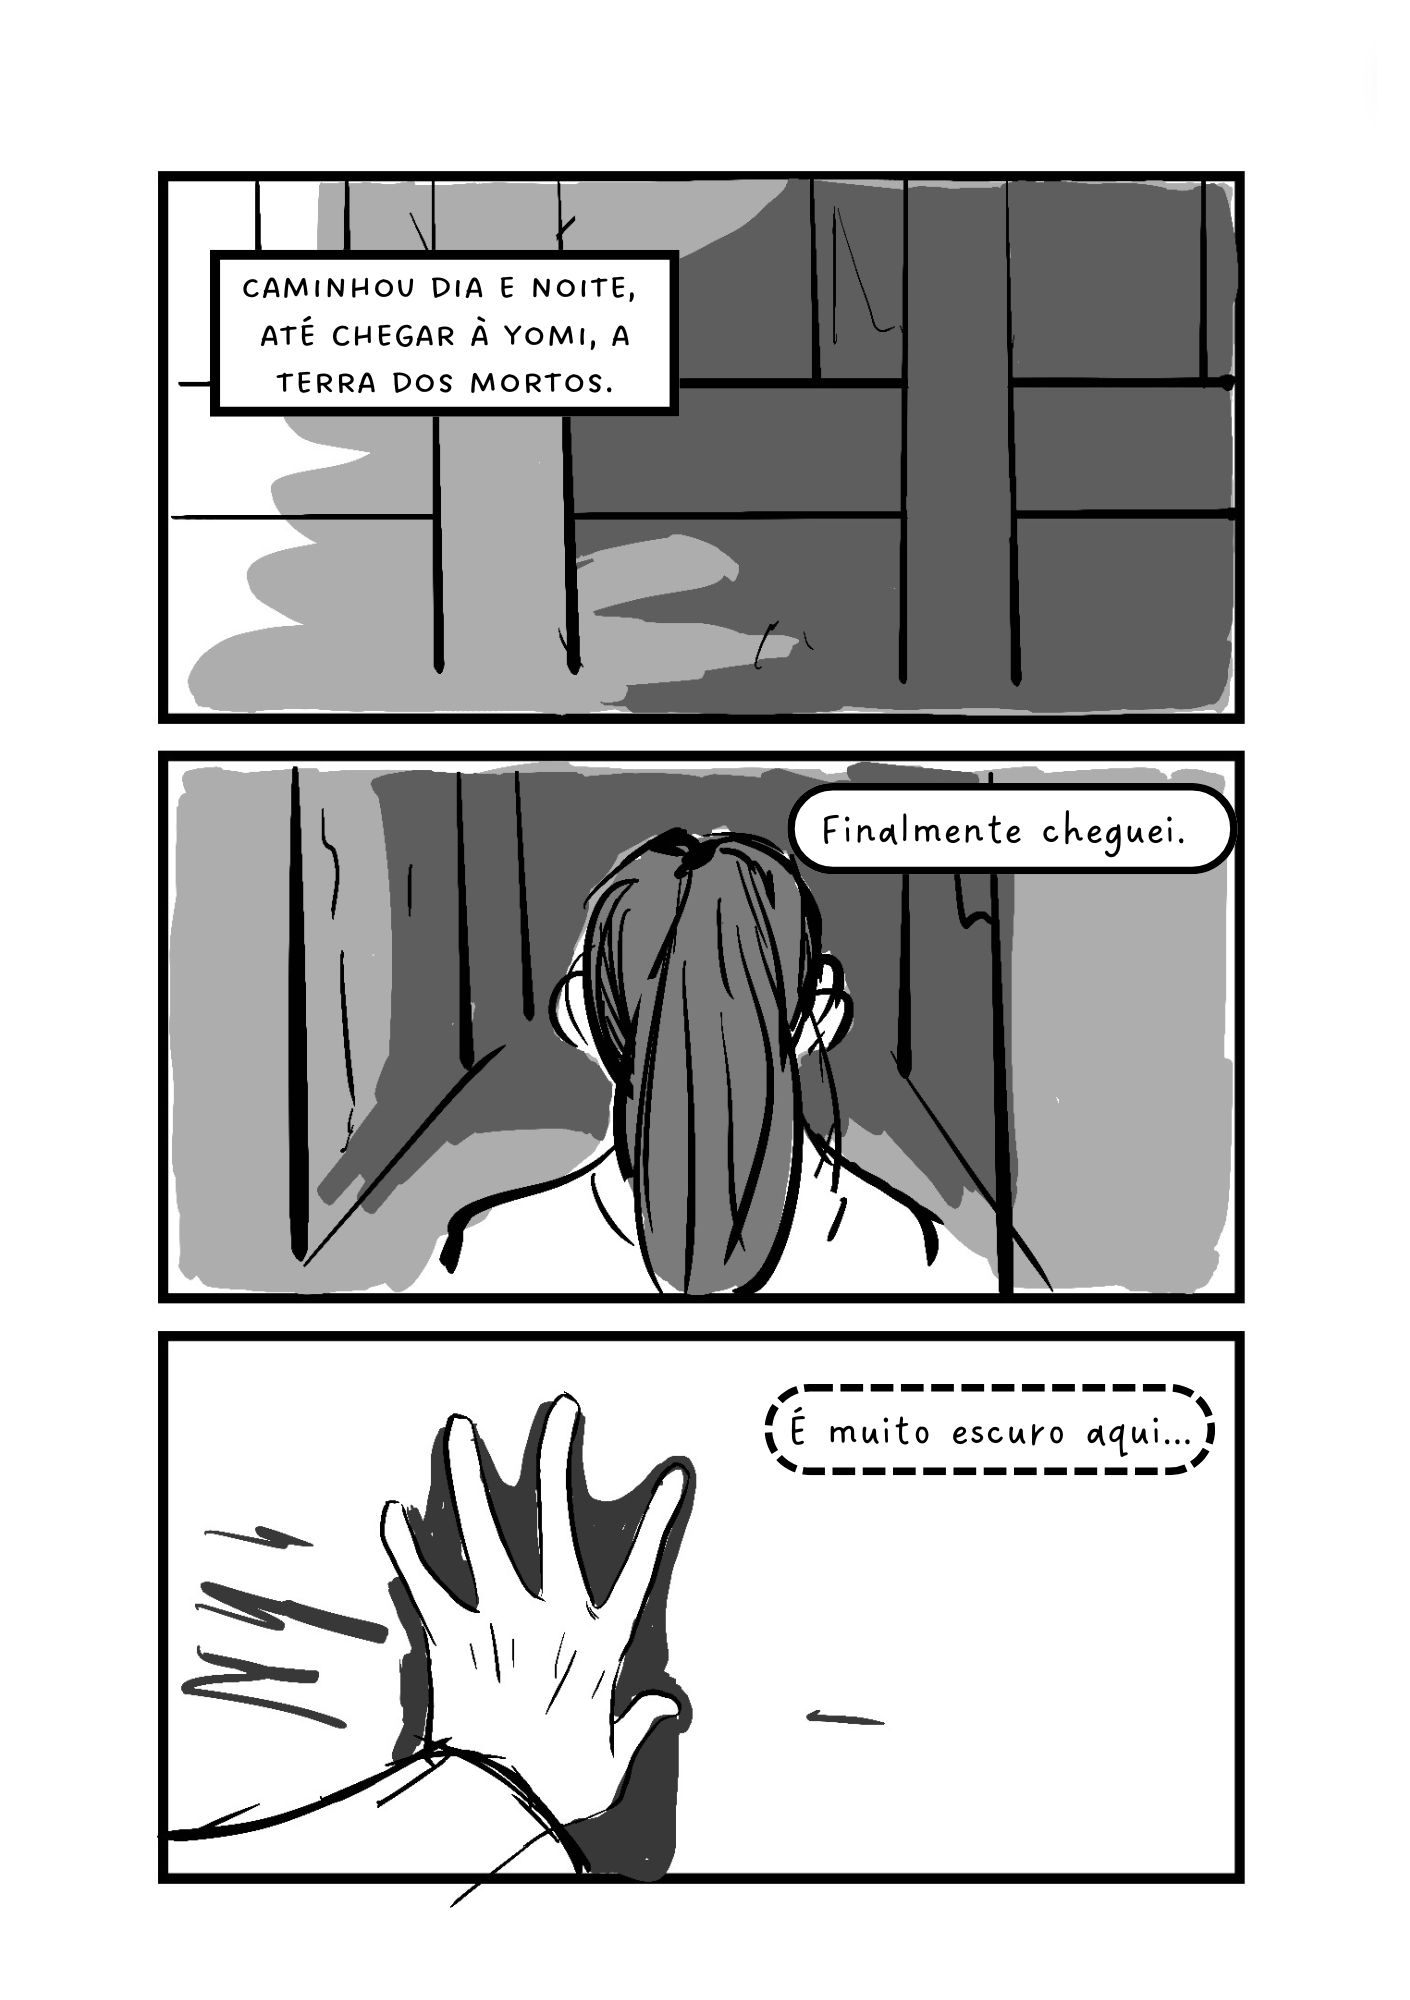 CAMINHOU DIA E NOITE,
ATÉ CHEGAR À YOMI, A
TERRA DOS MORTOS.
Finalmente cheguei.
É muito escuro aqui...